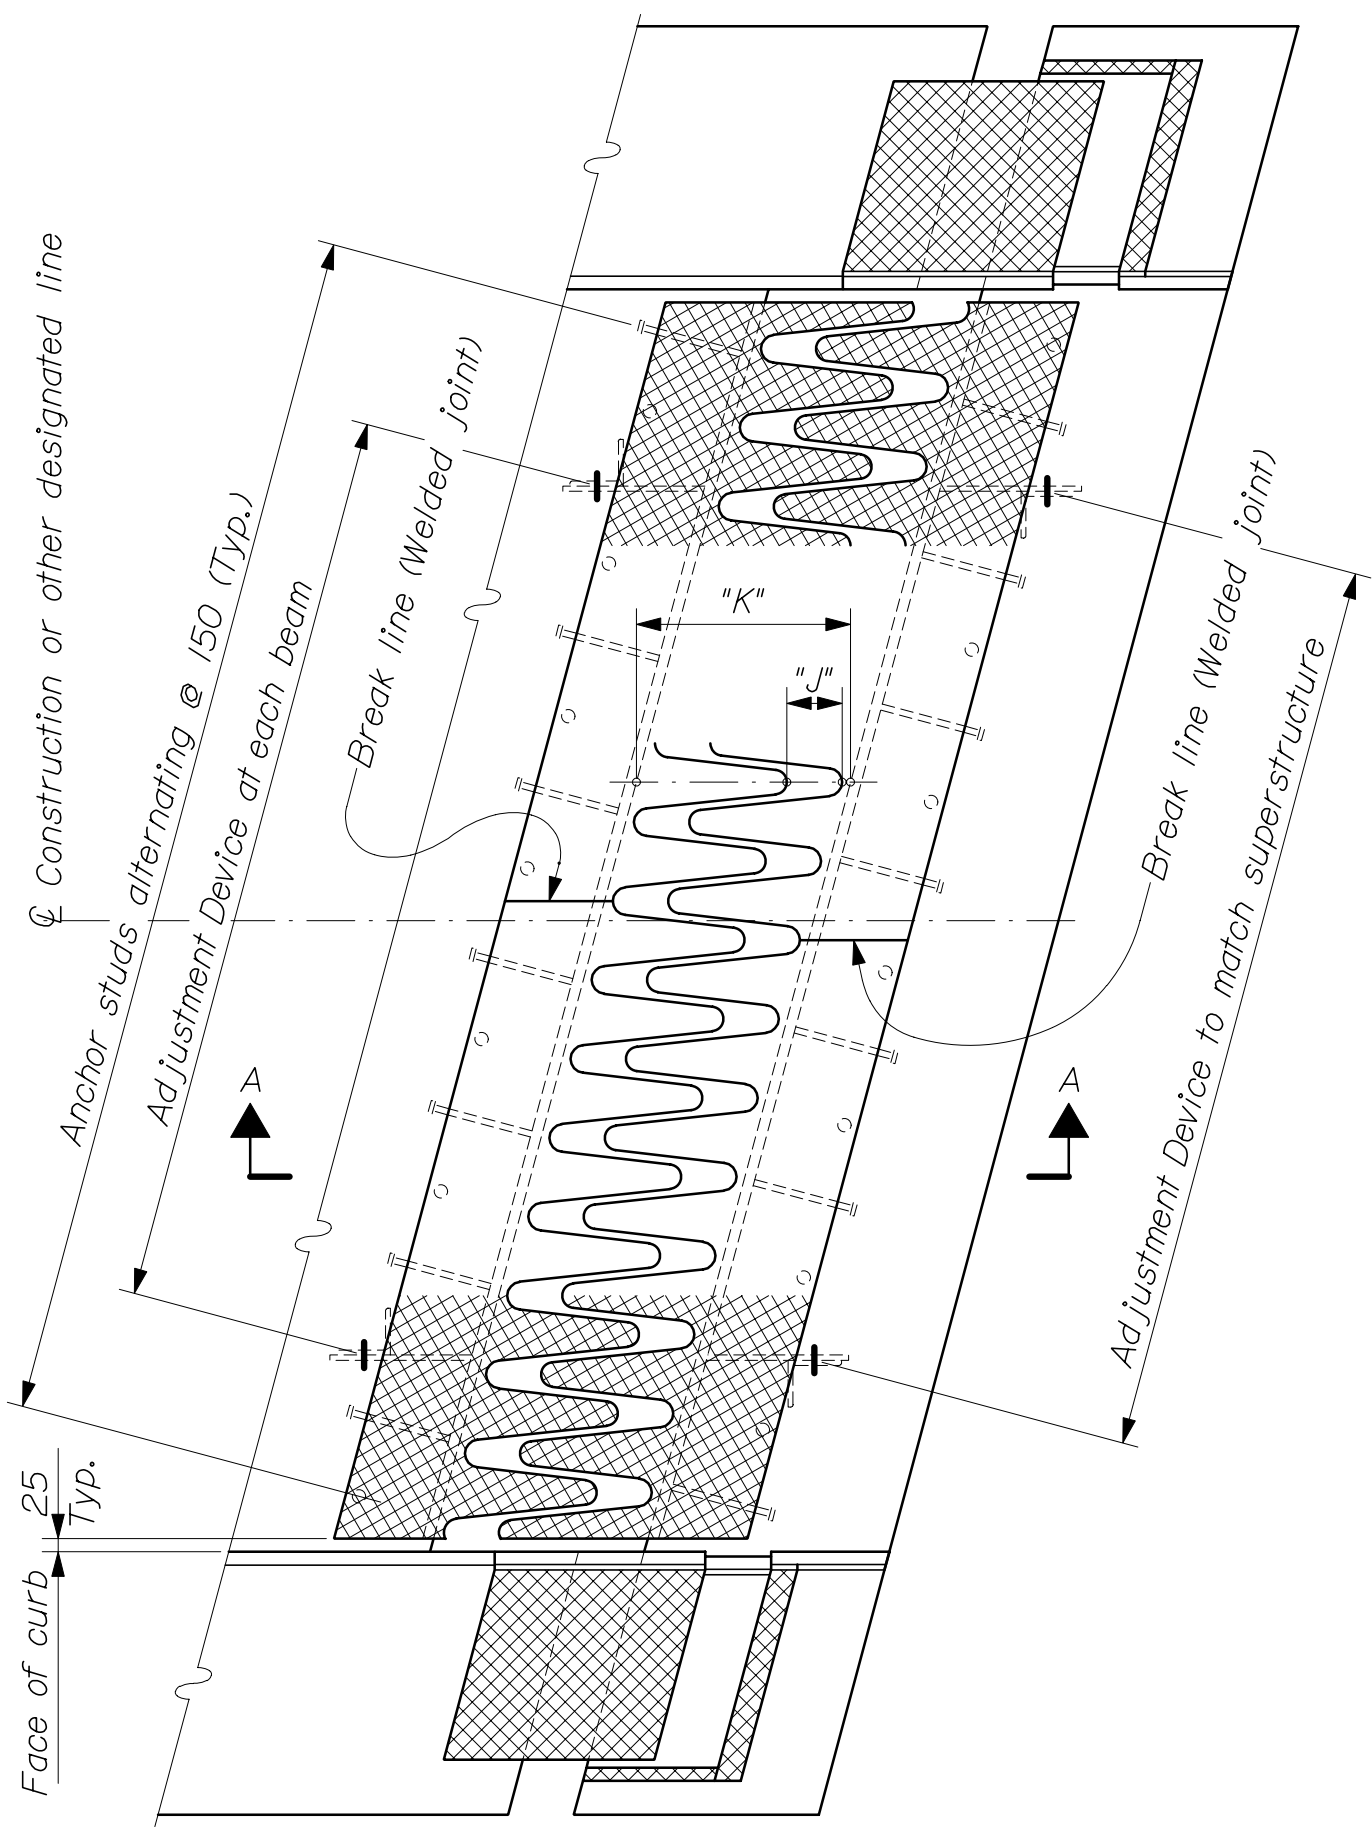 ℄ Construction or other designated line
Anchor studs alternating @ 150 (Typ.)
Adjustment Device at each beam
Break line (Welded joint)
"K"
"J"
Break line (Welded joint)
Adjustment Device to match superstructure
A
A
25
Typ.
Face of curb